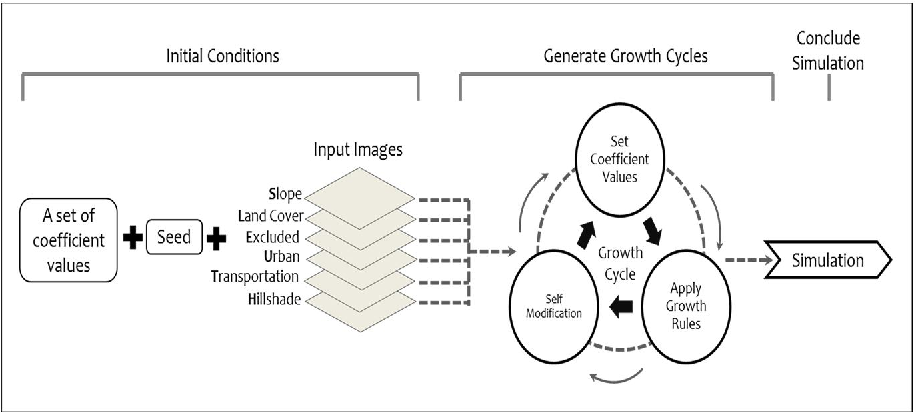 Initial Conditions
Generate Growth Cycles
Conclude
Simulation
Input Images
A set of
coefficient
values
Seed
Slope
Land Cover
Excluded
Urban
Transportation
Hillshade
Set
Coefficient
Values
Growth
Cycle
Self
Modification
Apply
Growth
Rules
Simulation